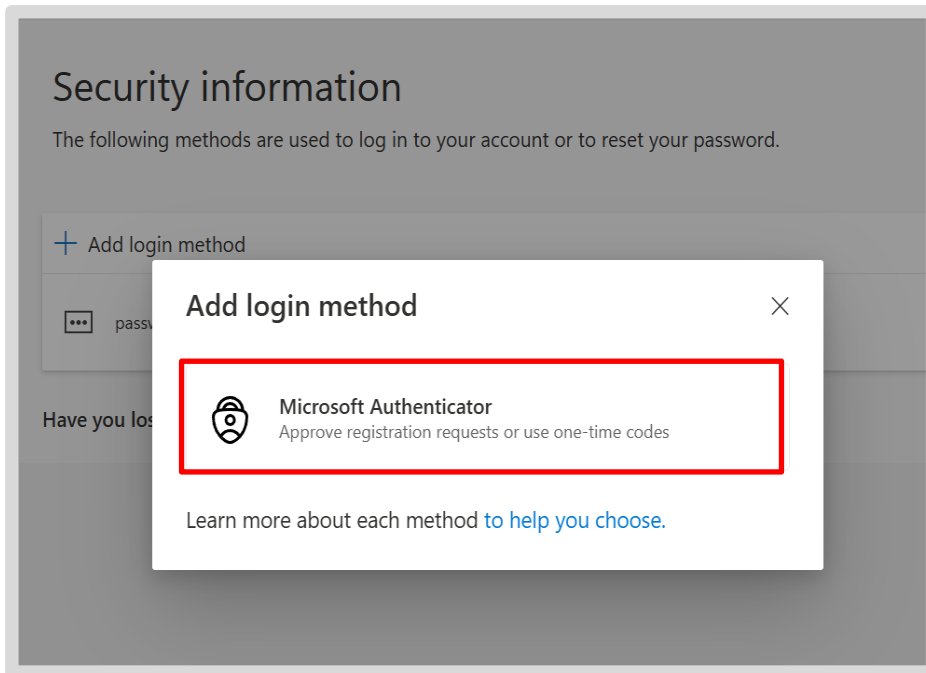 Security information
The following methods are used to log in to your account or to reset your password.
Add login method
Add login method
Microsoft Authenticator
Approve registration requests or use one-time codes
Have you
Learn more about each method to help you choose.